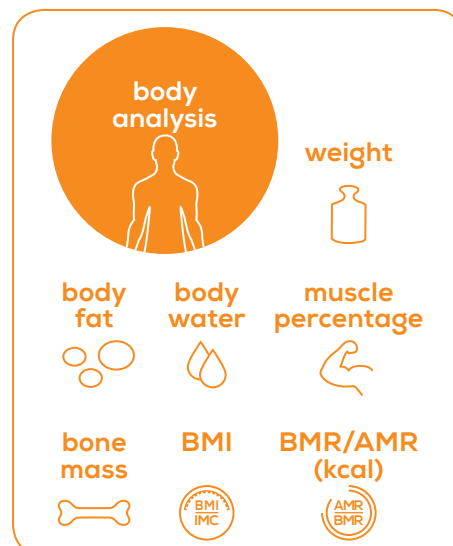 body
analysis
weight
body
fat
body
water
muscle
percentage
bone
mass
BMI
BMR/AMR
(kcal)
BMI
IMC
AMR
BMR